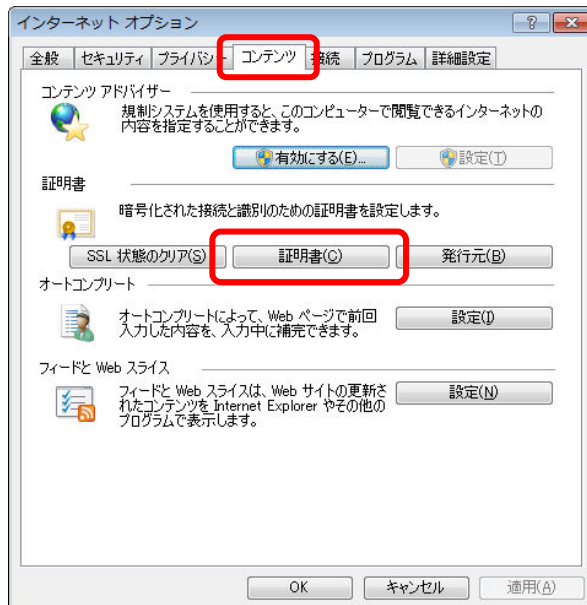 インターネット オプション
全般 セキュリティ プライバシー コンテンツ 接続 プログラム 詳細設定
コンテンツ アドバイザー
規制システムを使用すると、このコンピューターで閲覧できるインターネットの
内容を指定することができます。
有効にする(E)... 設定(T)
証明書
暗号化された接続と識別のための証明書を設定します。
SSL 状態のクリア(S) 証明書(C) 発行元(B)
オートコンプリート
オートコンプリートによって、Web ページで前回
入力した内容を、入力中に補完できます。
設定(I)
フィードと Web スライス
フィードと Web スライスは、Web サイトの更新さ
れたコンテンツを Internet Explorer やその他の
プログラムで表示します。
設定(N)
OK キャンセル 適用(A)